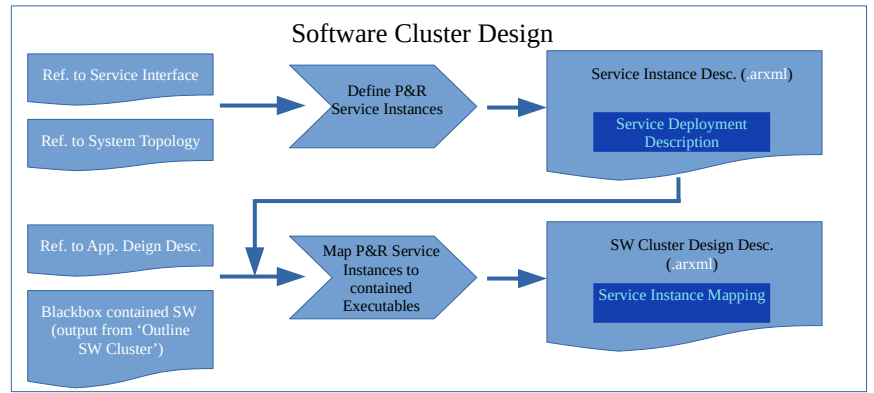 Software Cluster Design
Ref. to Service Interface
Ref. to System Topology
Define P&R
Service Instances
Service Instance Desc. (.arxml)
Service Deployment
Description
Ref. to App. Deign Desc.
Blackbox contained SW
(output from ‘Outline
SW Cluster’)
Map P&R Service
Instances to
contained
Executables
SW Cluster Design Desc.
(.arxml)
Service Instance Mapping